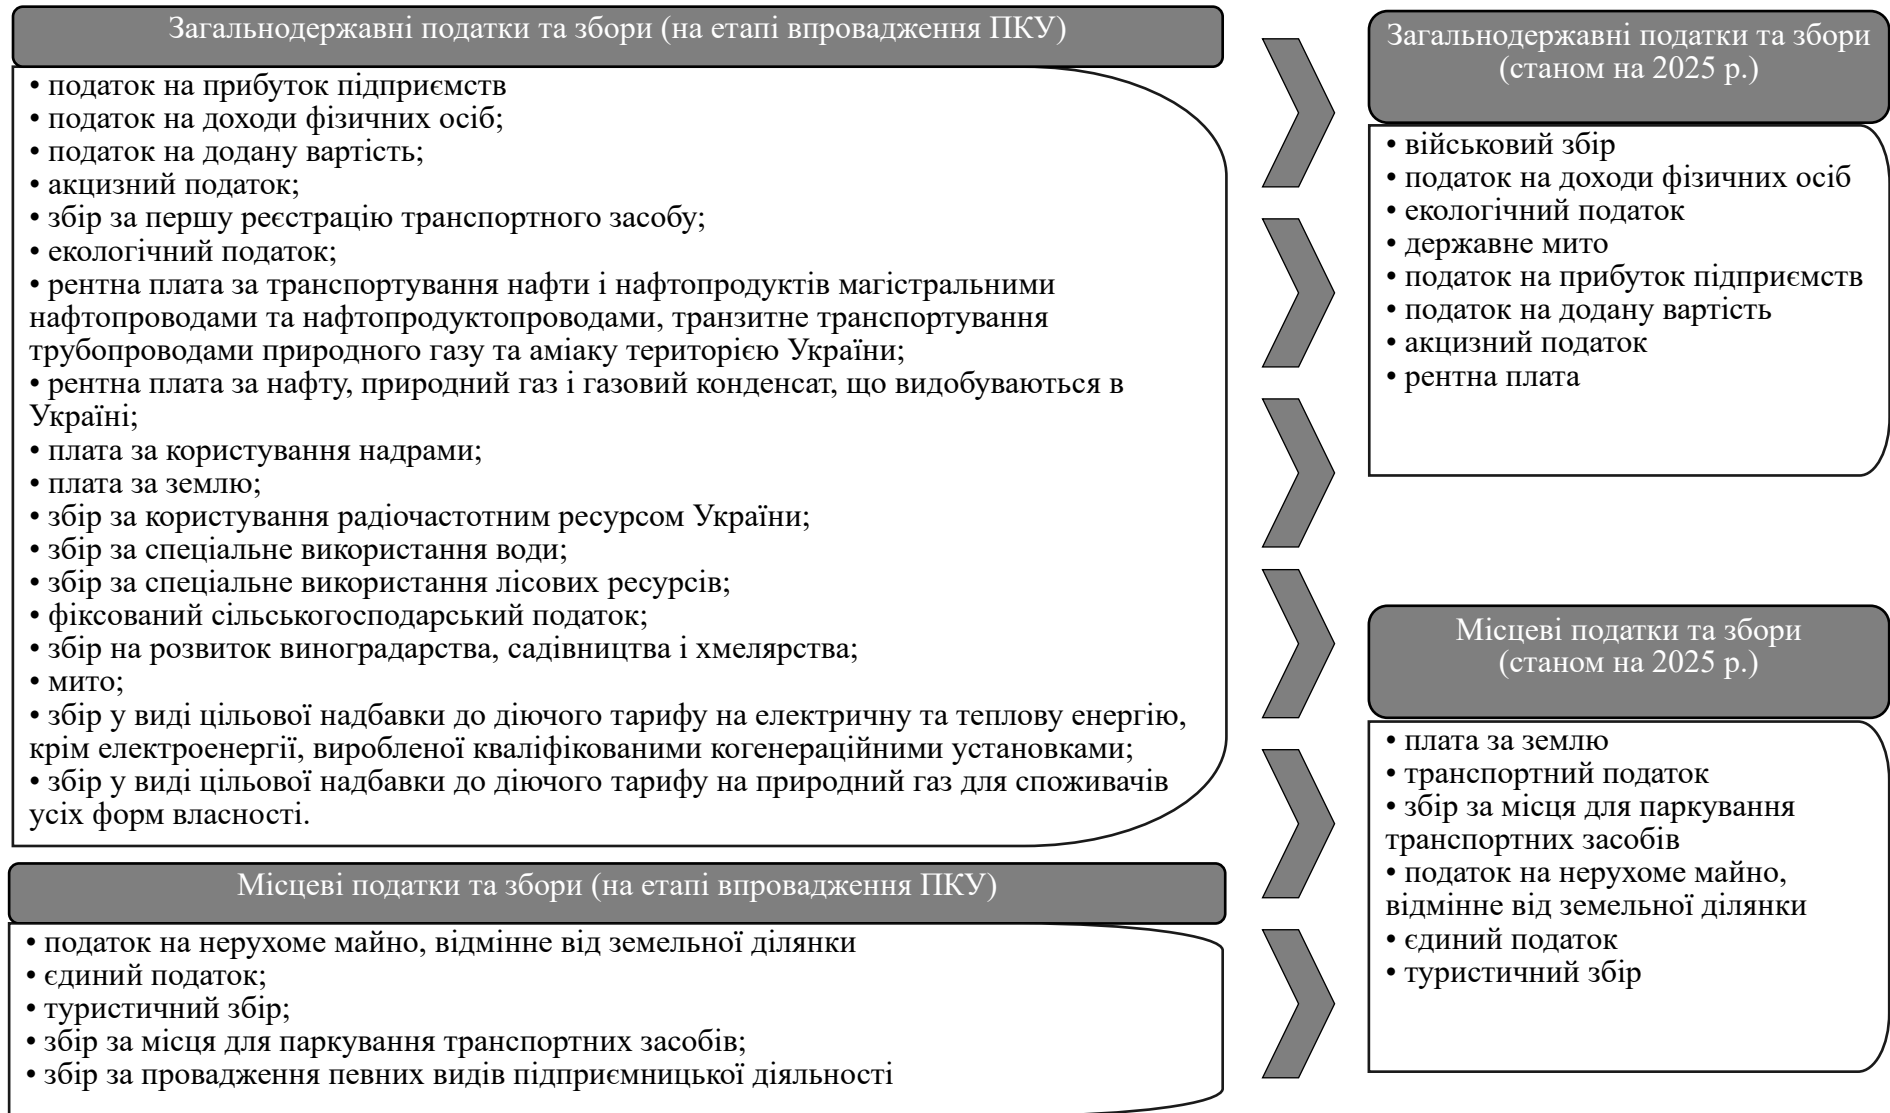 Загальнодержавні податки та збори (на етапі впровадження ПКУ)
• податок на прибуток підприємств
• податок на доходи фізичних осіб;
• податок на додану вартість;
• акцизний податок;
• збір за першу реєстрацію транспортного засобу;
• екологічний податок;
• рентна плата за транспортування нафти і нафтопродуктів магістральними
нафтопроводами та нафтопродуктопроводами, транзитне транспортування
трубопроводами природного газу та аміаку територією України;
• рентна плата за нафту, природний газ і газовий конденсат, що видобуваються в
Україні;
• плата за користування надрами;
• плата за землю;
• збір за користування радіочастотним ресурсом України;
• збір за спеціальне використання води;
• збір за спеціальне використання лісових ресурсів;
• фіксований сільськогосподарський податок;
• збір на розвиток виноградарства, садівництва і хмелярства;
• мито;
• збір у виді цільової надбавки до діючого тарифу на електричну та теплову енергію,
крім електроенергії, виробленої кваліфікованими когенераційними установками;
• збір у виді цільової надбавки до діючого тарифу на природний газ для споживачів
усіх форм власності.
Місцеві податки та збори (на етапі впровадження ПКУ)
• податок на нерухоме майно, відмінне від земельної ділянки
• єдиний податок;
• туристичний збір;
• збір за місця для паркування транспортних засобів;
• збір за провадження певних видів підприємницької діяльності
Загальнодержавні податки та збори
(станом на 2025 р.)
• військовий збір
• податок на доходи фізичних осіб
• екологічний податок
• державне мито
• податок на прибуток підприємств
• податок на додану вартість
• акцизний податок
• рентна плата
Місцеві податки та збори
(станом на 2025 р.)
• плата за землю
• транспортний податок
• збір за місця для паркування
транспортних засобів
• податок на нерухоме майно,
відмінне від земельної ділянки
• єдиний податок
• туристичний збір